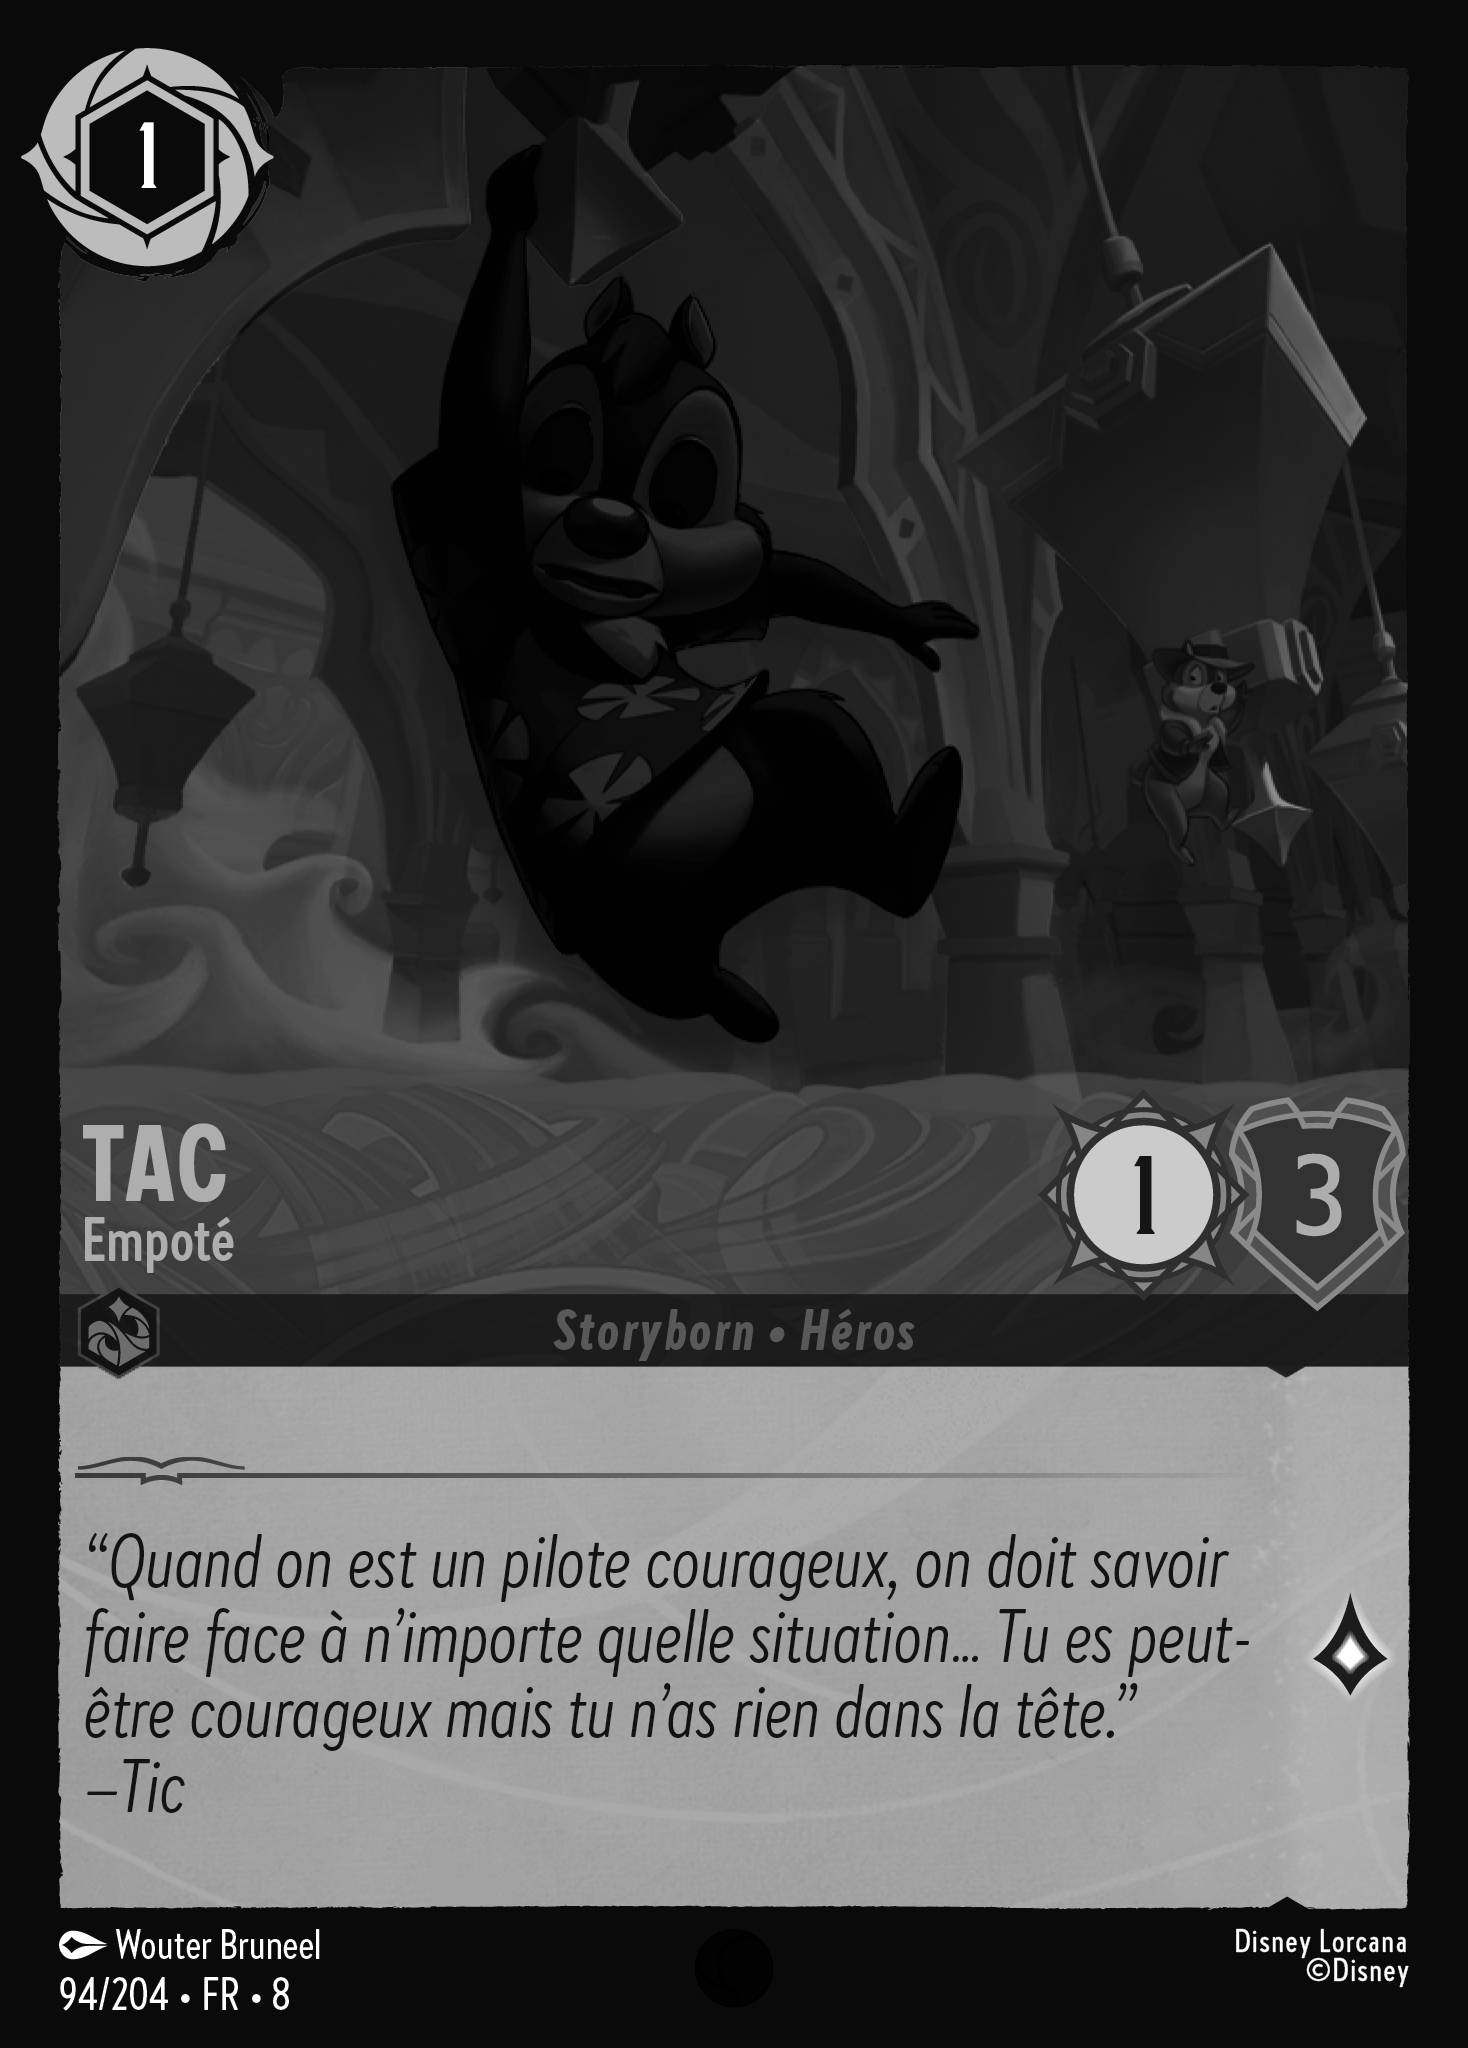 1
TAC
Empoté
1
3
Storyborn • Héros
“Quand on est un pilote courageux, on doit savoir
faire face à n’importe quelle situation... Tu es peut-
être courageux mais tu n’as rien dans la tête.”
–Tic
Wouter Bruneel
94/204 • FR • 8
Disney Lorcana
©Disney